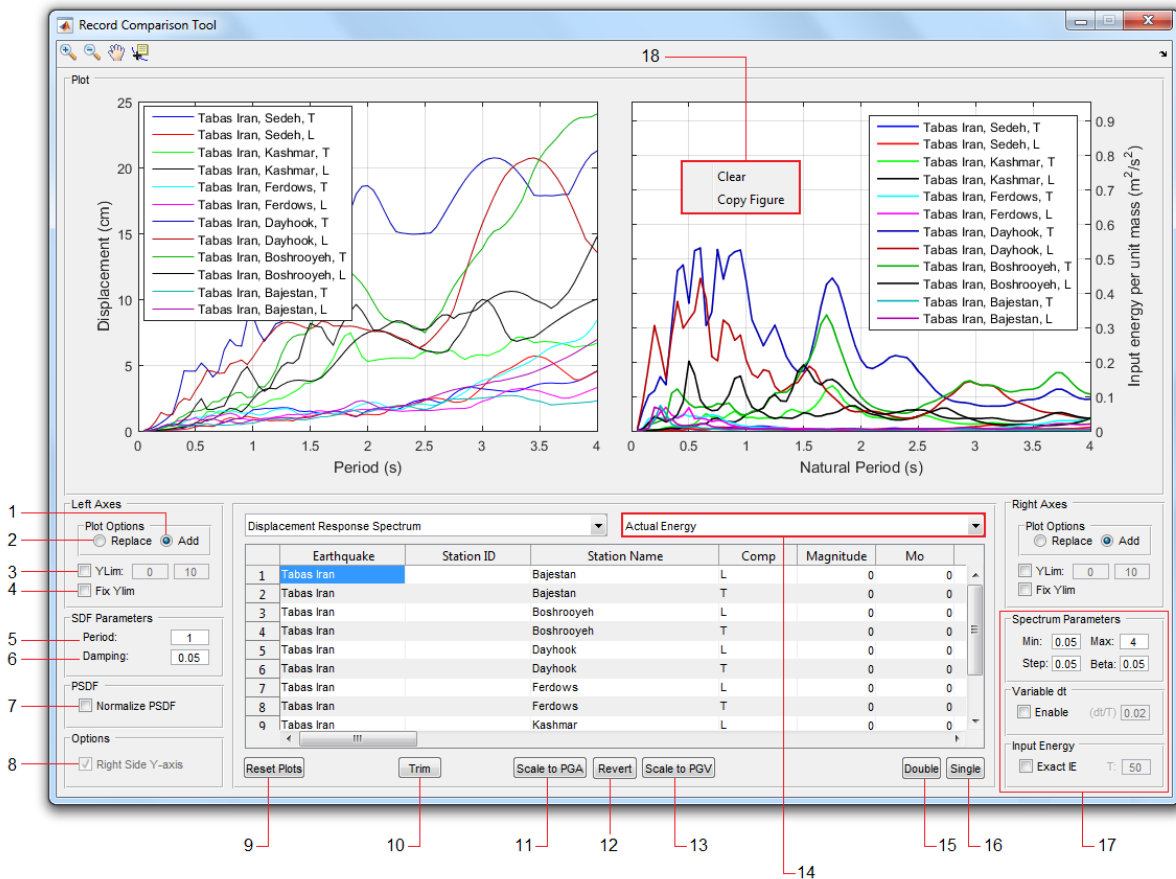 Record Comparison Tool
18
Plot
25
20
15
10
5
0
Displacement (cm)
Tabas Iran, Sedeh, T
Tabas Iran, Sedeh, L
Tabas Iran, Kashmar, T
Tabas Iran, Kashmar, L
Tabas Iran, Ferdows, T
Tabas Iran, Ferdows, L
Tabas Iran, Dayhook, T
Tabas Iran, Dayhook, L
Tabas Iran, Boshrooyeh, T
Tabas Iran, Boshrooyeh, L
Tabas Iran, Bajestan, T
Tabas Iran, Bajestan, L
0 0.5 1 1.5 2 2.5 3 3.5 4
Period (s)
Clear
Copy Figure
Tabas Iran, Sedeh, T
Tabas Iran, Sedeh, L
Tabas Iran, Kashmar, T
Tabas Iran, Kashmar, L
Tabas Iran, Ferdows, T
Tabas Iran, Ferdows, L
Tabas Iran, Dayhook, T
Tabas Iran, Dayhook, L
Tabas Iran, Boshrooyeh, T
Tabas Iran, Boshrooyeh, L
Tabas Iran, Bajestan, T
Tabas Iran, Bajestan, L
0.9
0.8
0.7
0.6
0.5
0.4
0.3
0.2
0.1
0
Input energy per unit mass (m²/s²)
0 0.5 1 1.5 2 2.5 3 3.5 4
Natural Period (s)
Left Axes
Plot Options
1
2 Replace Add
3 YLim: 0 10
4 Fix Ylim
SDF Parameters
5 Period: 1
6 Damping: 0.05
PSDF
7 Normalize PSDF
Options
8 Right Side Y-axis
Displacement Response Spectrum Actual Energy
Earthquake Station ID Station Name Comp Magnitude Mo
1 Tabas Iran Bajestan L 0 0
2 Tabas Iran Bajestan T 0 0
3 Tabas Iran Boshrooyeh L 0 0
4 Tabas Iran Boshrooyeh T 0 0
5 Tabas Iran Dayhook L 0 0
6 Tabas Iran Dayhook T 0 0
7 Tabas Iran Ferdows L 0 0
8 Tabas Iran Ferdows T 0 0
9 Tabas Iran Kashmar L 0 0
Reset Plots Trim Scale to PGA Revert Scale to PGV Double Single
Right Axes
Plot Options
Replace Add
YLim: 0 10
Fix Ylim
Spectrum Parameters
Min: 0.05 Max: 4
Step: 0.05 Beta: 0.05
Variable dt
Enable (dt/T) 0.02
Input Energy
Exact IE T: 50
9 10 11 12 13 15 16 17
14